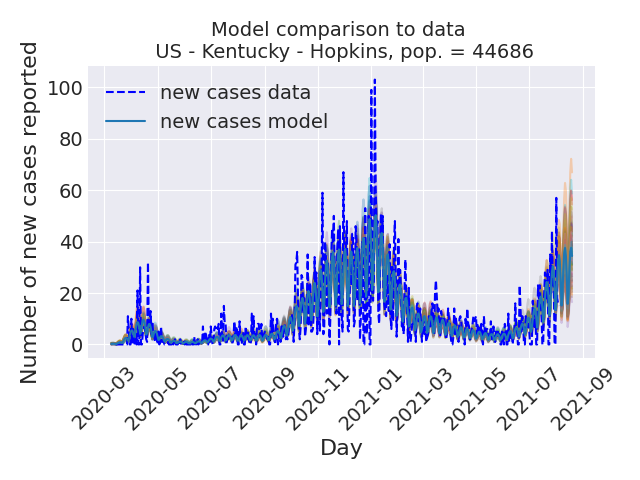 Model comparison to data
US - Kentucky - Hopkins, pop. = 44686
Number of new cases reported
100
80
60
40
20
0
new cases data
new cases model
2020-03
2020-05
2020-07
2020-09
2020-11
2021-01
2021-03
2021-05
2021-07
2021-09
Day